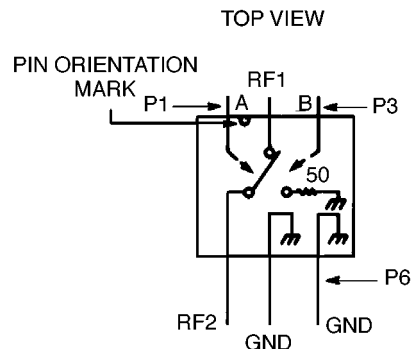 TOP VIEW
PIN ORIENTATION
MARK
P1
A
RF1
B
P3
50
P6
RF2
GND
GND